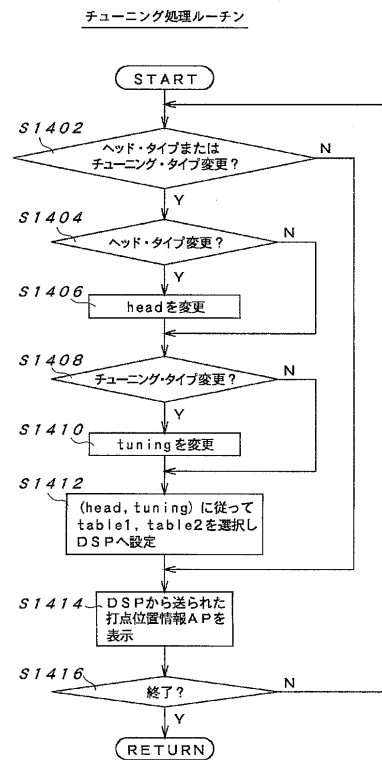 チューニング処理ルーチン
START
S1402
ヘッド・タイプまたは
チューニング・タイプ変更？
N
Y
S1404
ヘッド・タイプ変更？
N
Y
S1406
headを変更
S1408
チューニング・タイプ変更？
N
Y
S1410
tuningを変更
S1412
(head,tuning)に従って
table1,table2を選択し
DSPへ設定
S1414
DSPから送られた
打点位置情報APを
表示
S1416
終了？
N
Y
RETURN